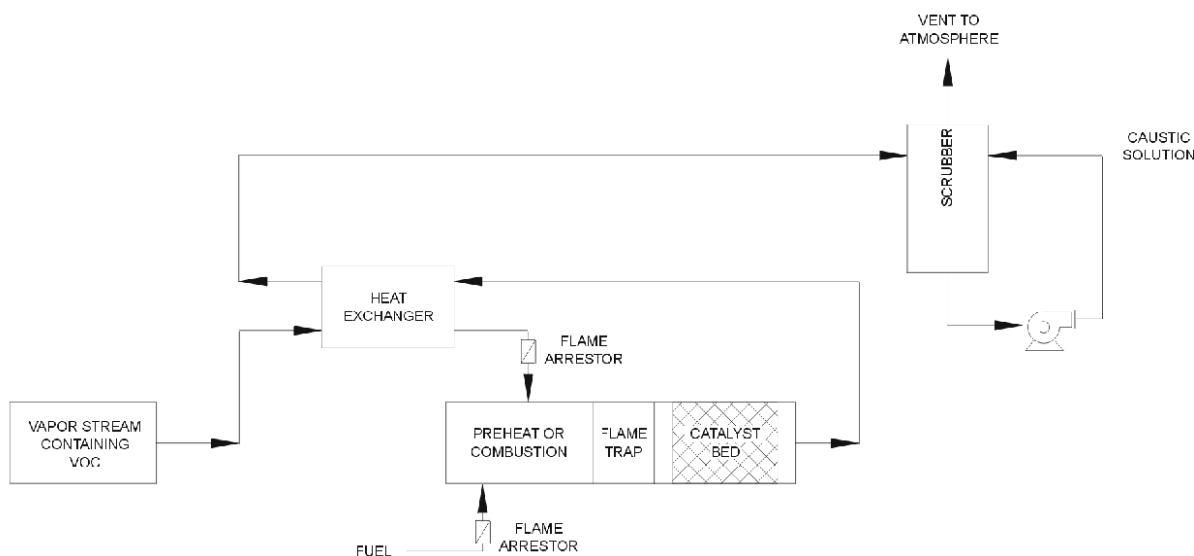 VENT TO
ATMOSPHERE
SCRUBBER
CAUSTIC
SOLUTION
HEAT
EXCHANGER
FLAME
ARRESTOR
VAPOR STREAM
CONTAINING
VOC
PREHEAT OR
COMBUSTION
FLAME
TRAP
CATALYST
BED
FLAME
ARRESTOR
FUEL